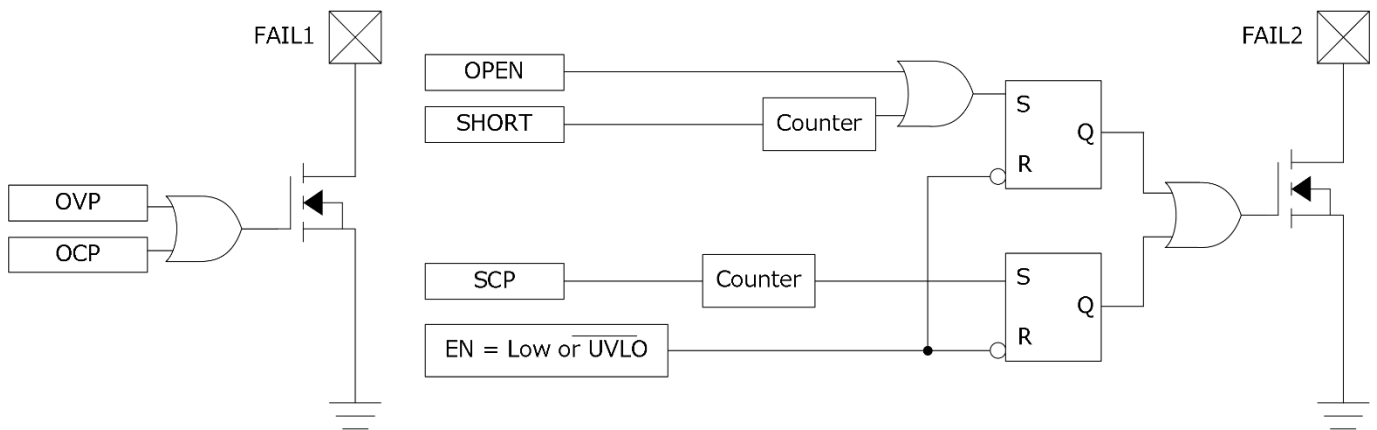 FAIL1
OVP
OCP
OPEN
SHORT
Counter
S
R
Q
SCP
Counter
S
R
Q
EN = Low or UVLO
FAIL2